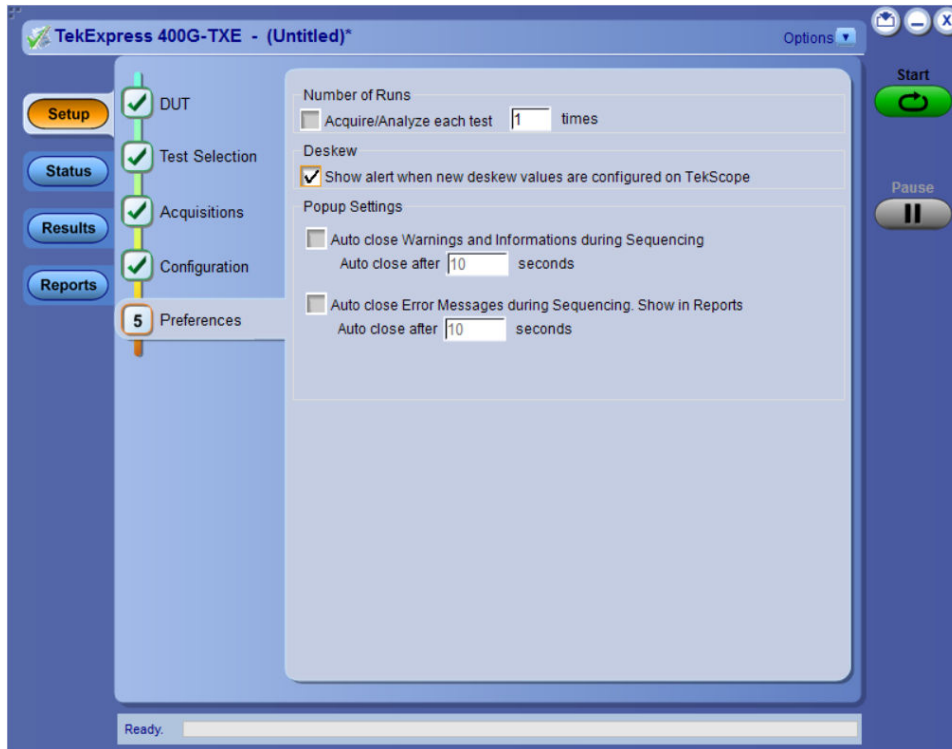 TekExpress 400G-TXE - (Untitled)*
Options
X
Setup
Status
Results
Reports
DUT
Test Selection
Acquisitions
Configuration
5 Preferences
Number of Runs
Acquire/Analyze each test 1 times
Deskew
Show alert when new deskew values are configured on TekScope
Popup Settings
Auto close Warnings and Informations during Sequencing
Auto close after 10 seconds
Auto close Error Messages during Sequencing. Show in Reports
Auto close after 10 seconds
Start
Pause
Ready.